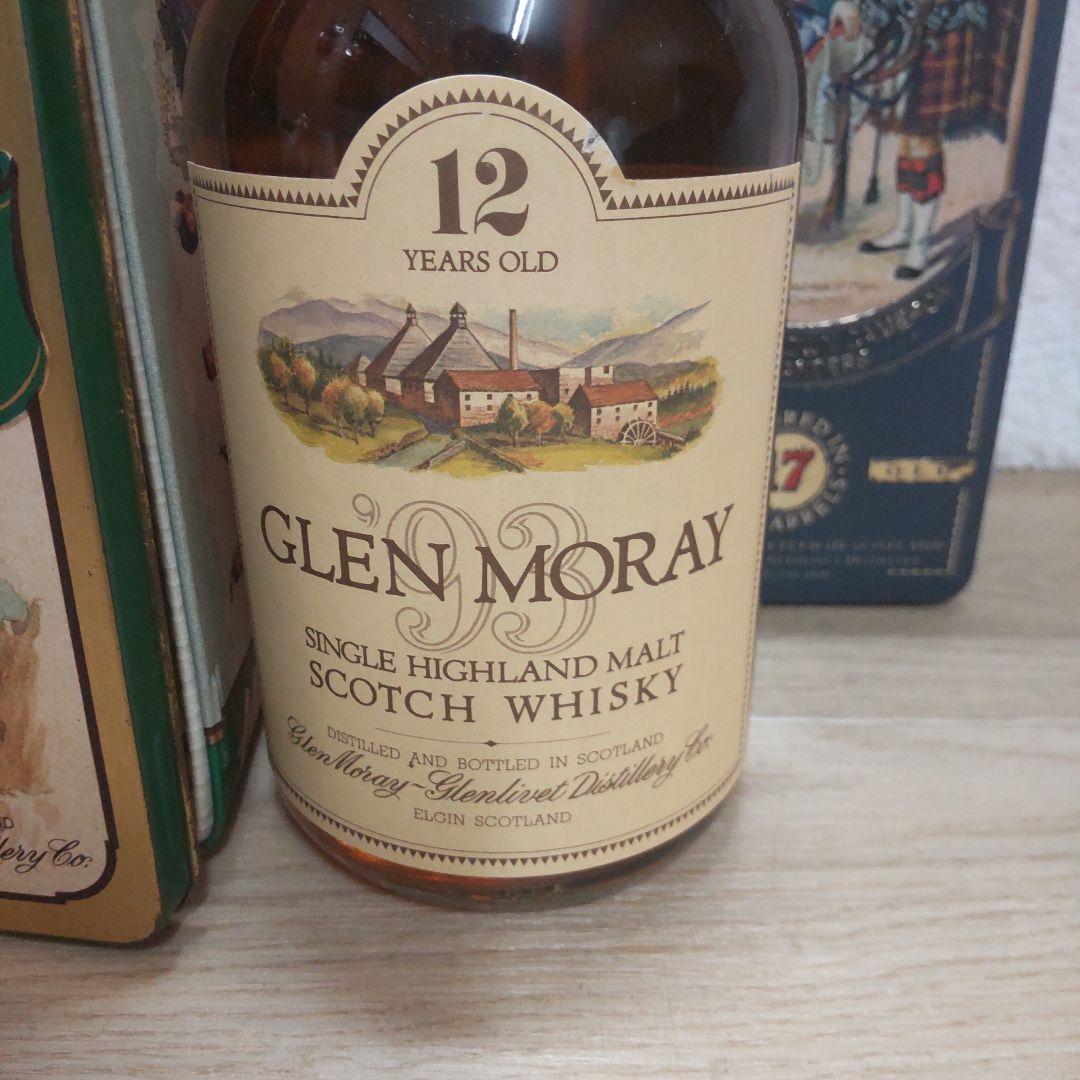 12
YEARS OLD
'93
GLEN MORAY
SINGLE HIGHLAND MALT
SCOTCH WHISKY
DISTILLED AND BOTTLED IN SCOTLAND
Glen Moray-Glenlivet Distillery Co.
ELGIN SCOTLAND
Co.
17